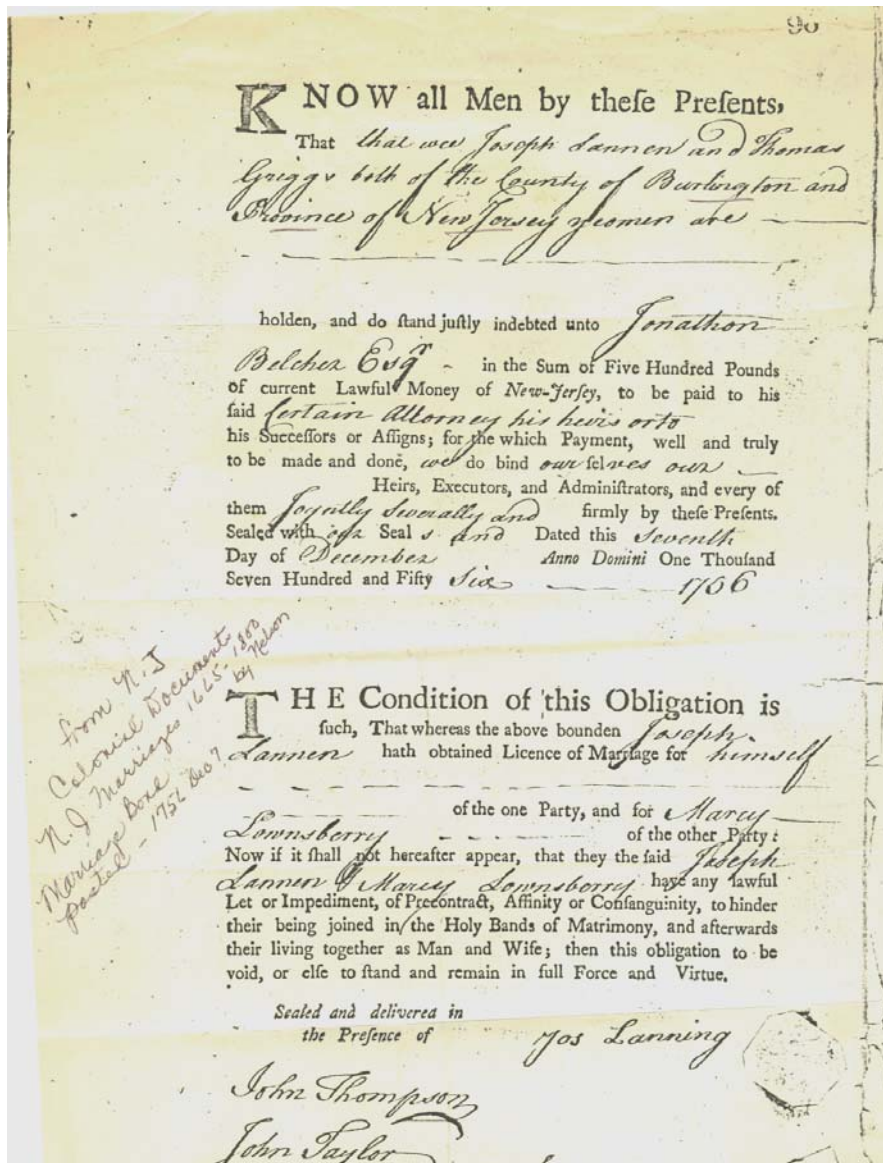 98
KNOW all Men by theſe Preſents,
That that wee Joseph Lannen and Thomas
Griggs both of the County of Burlington and
Province of New Jersey yeomen are
holden, and do ſtand juſtly indebted unto Jonathon
Belcher Esqr in the Sum of Five Hundred Pounds
of current Lawful Money of New-Jerſey, to be paid to his
ſaid Certain Attorney his heirs or to
his Succeſſors or Aſſigns; for the which Payment, well and truly
to be made and done, we do bind our ſelves our
Heirs, Executors, and Adminiſtrators, and every of
them Joyntly Severally and firmly by theſe Preſents.
Sealed with our Seal s and Dated this Seventh
Day of December Anno Domini One Thouſand
Seven Hundred and Fifty Six 1756
from N. J
Colonial Documents
N. J Marriages 1665-1800
by Nelson
Marriage Bond
posted - 1756 Dec 7
THE Condition of this Obligation is
ſuch, That whereas the above bounden Joseph
Lannen hath obtained Licence of Marriage for himself
of the one Party, and for Marcy
Lownsberry of the other Party:
Now if it ſhall not hereafter appear, that they the ſaid Joseph
Lannen & Marcy Lownsberry have any lawful
Let or Impediment, of Precontract, Affinity or Conſanguinity, to hinder
their being joined in the Holy Bands of Matrimony, and afterwards
their living together as Man and Wife; then this obligation to be
void, or elſe to ſtand and remain in full Force and Virtue.
Sealed and delivered in
the Preſence of
Jos Lanning
John Thompson
John Taylor